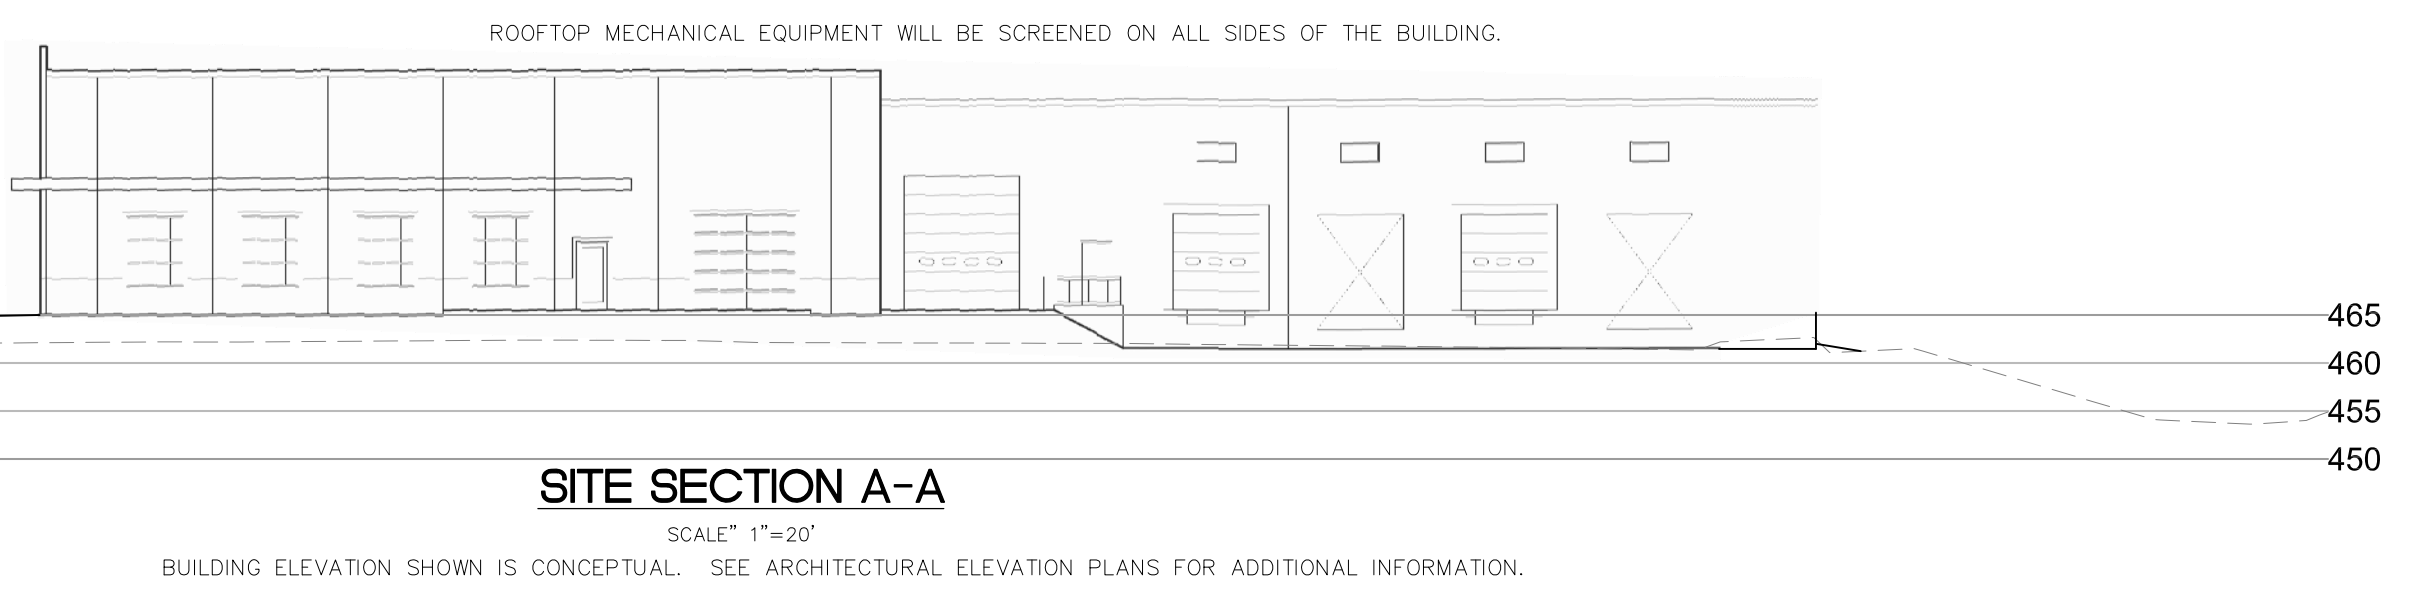 ROOFTOP MECHANICAL EQUIPMENT WILL BE SCREENED ON ALL SIDES OF THE BUILDING.
465
460
455
450
SITE SECTION A-A
SCALE" 1"=20'
BUILDING ELEVATION SHOWN IS CONCEPTUAL. SEE ARCHITECTURAL ELEVATION PLANS FOR ADDITIONAL INFORMATION.